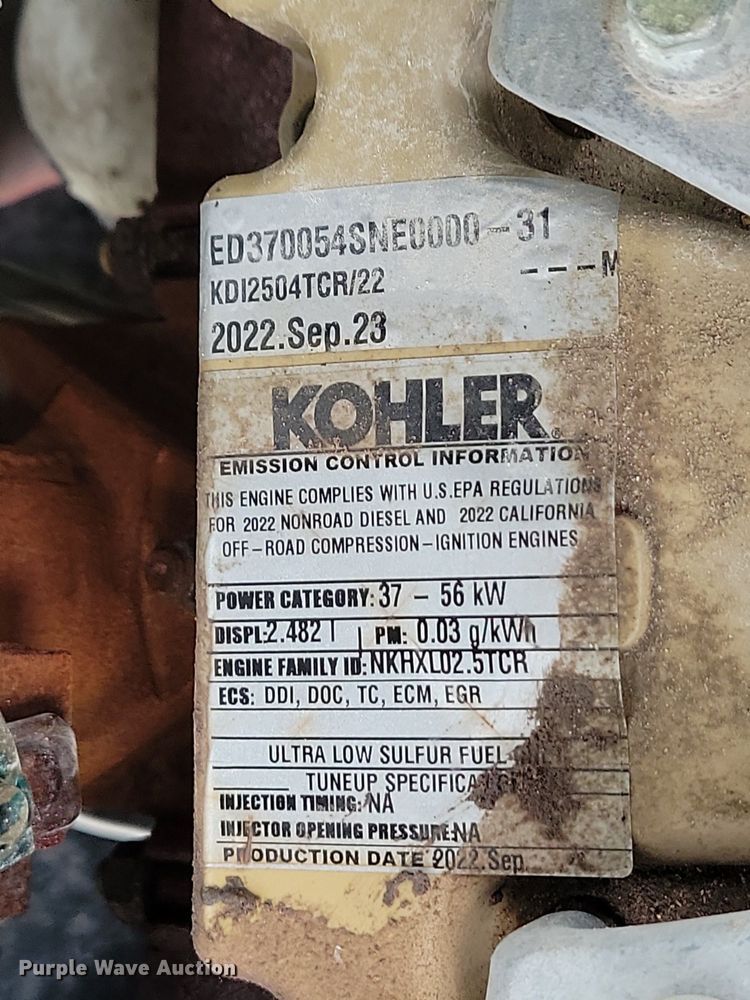 ED370054SNE0000-31
KDI2504TCR/22 ---M
2022.Sep.23
KOHLER®
EMISSION CONTROL INFORMATION
THIS ENGINE COMPLIES WITH U.S.EPA REGULATIONS
FOR 2022 NONROAD DIESEL AND 2022 CALIFORNIA
OFF-ROAD COMPRESSION-IGNITION ENGINES
POWER CATEGORY: 37 - 56 kW
DISPL: 2.482 l PM: 0.03 g/kWh
ENGINE FAMILY ID: NKHXL02.5TCR
ECS: DDI, DOC, TC, ECM, EGR
ULTRA LOW SULFUR FUEL
TUNEUP
INJECTION TIMING: NA
INJECTOR OPENING PRESSURE: NA
PRODUCTION DATE 2022.Sep
Purple Wave Auction